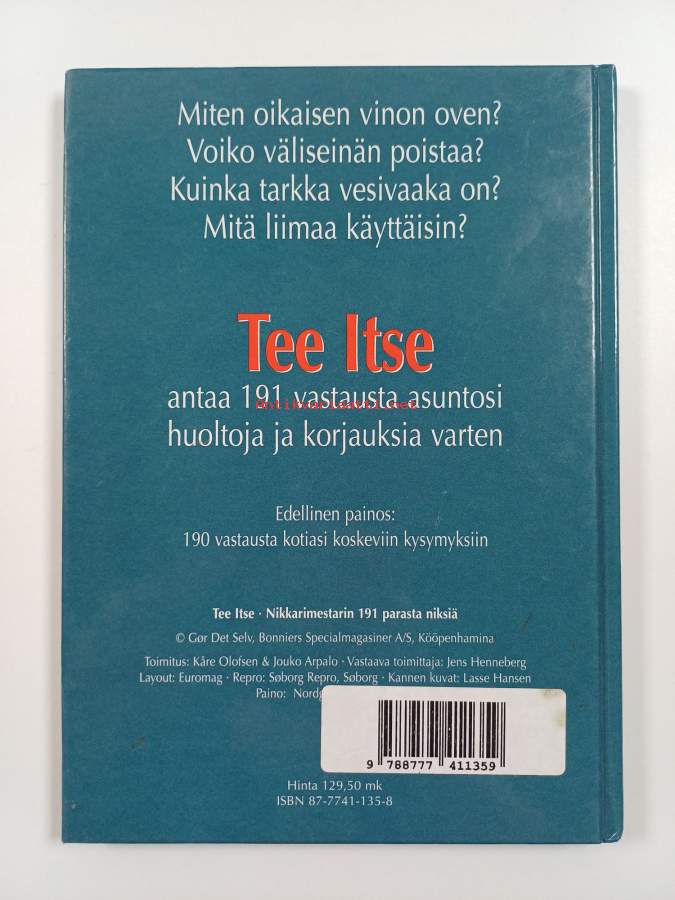 Miten oikaisen vinon oven?
Voiko väliseinän poistaa?
Kuinka tarkka vesivaaka on?
Mitä liimaa käyttäisin?
Tee Itse
antaa 191 vastausta asuntosi
Antikvariaatti.net
huoltoja ja korjauksia varten
Edellinen painos:
190 vastausta kotiasi koskeviin kysymyksiin
Tee Itse · Nikkarimestarin 191 parasta niksiä
© Gør Det Selv, Bonniers Specialmagasiner A/S, Kööpenhamina
Toimitus: Kåre Olofsen & Jouko Arpalo · Vastaava toimittaja: Jens Henneberg
Layout: Euromag · Repro: Søborg Repro, Søborg · Kannen kuvat: Lasse Hansen
Paino:
9 788777 411359
Hinta 129,50 mk
ISBN 87-7741-135-8